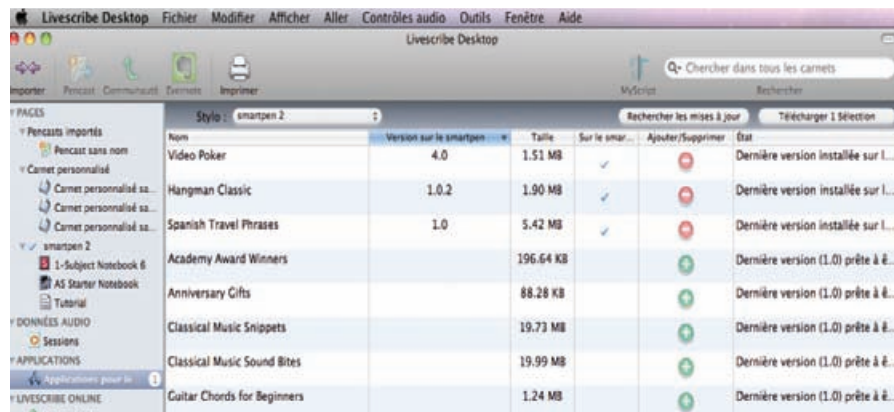 Livescribe Desktop Fichier Modifier Afficher Aller Contrôles audio Outils Fenêtre Aide
Livescribe Desktop
Chercher dans tous les carnets
Importer Pencast Communauté Evernote Imprimer MyScript Rechercher
PAGES
Stylo : smartpen 2 Rechercher les mises à jour Télécharger 1 Sélection
Pencasts importés
Nom Version sur le smartpen Taille Sur le smar... Ajouter/Supprimer État
Pencast sans nom
Video Poker 4.0 1.51 MB Dernière version installée sur l...
Carnet personnalisé
Carnet personnalisé sa...
Hangman Classic 1.0.2 1.90 MB Dernière version installée sur l...
Carnet personnalisé sa...
Carnet personnalisé sa...
Spanish Travel Phrases 1.0 5.42 MB Dernière version installée sur l...
smartpen 2
1-Subject Notebook 6
Academy Award Winners 196.64 KB Dernière version (1.0) prête à ê...
AS Starter Notebook
Tutorial
Anniversary Gifts 88.28 KB Dernière version (1.0) prête à ê...
DONNÉES AUDIO
Classical Music Snippets 19.73 MB Dernière version (1.0) prête à ê...
Sessions
APPLICATIONS
Classical Music Sound Bites 19.99 MB Dernière version (1.0) prête à ê...
Applications pour le 1
LIVESCRIBE ONLINE
Guitar Chords for Beginners 1.24 MB Dernière version (1.0) prête à ê...